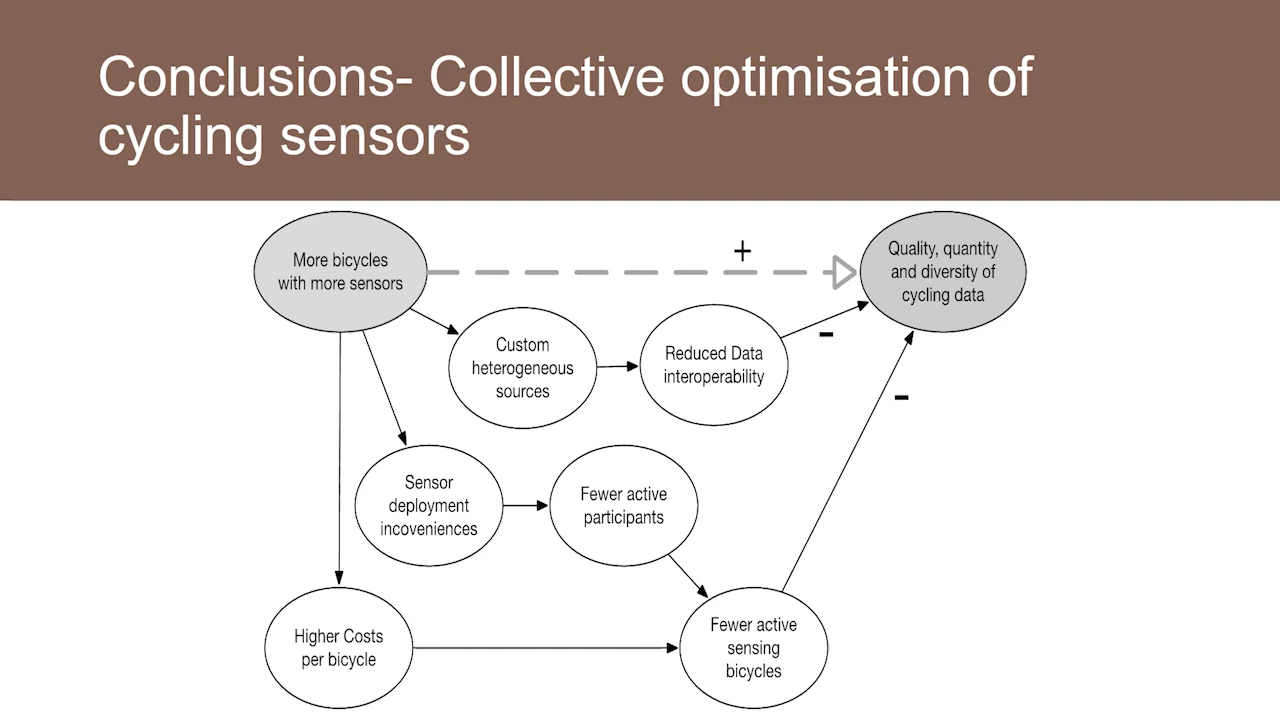 Conclusions- Collective optimisation of
cycling sensors
More bicycles
with more sensors
+
Quality, quantity
and diversity of
cycling data
Custom
heterogeneous
sources
Reduced Data
interoperability
-
-
Sensor
deployment
incoveniences
Fewer active
participants
Higher Costs
per bicycle
Fewer active
sensing
bicycles